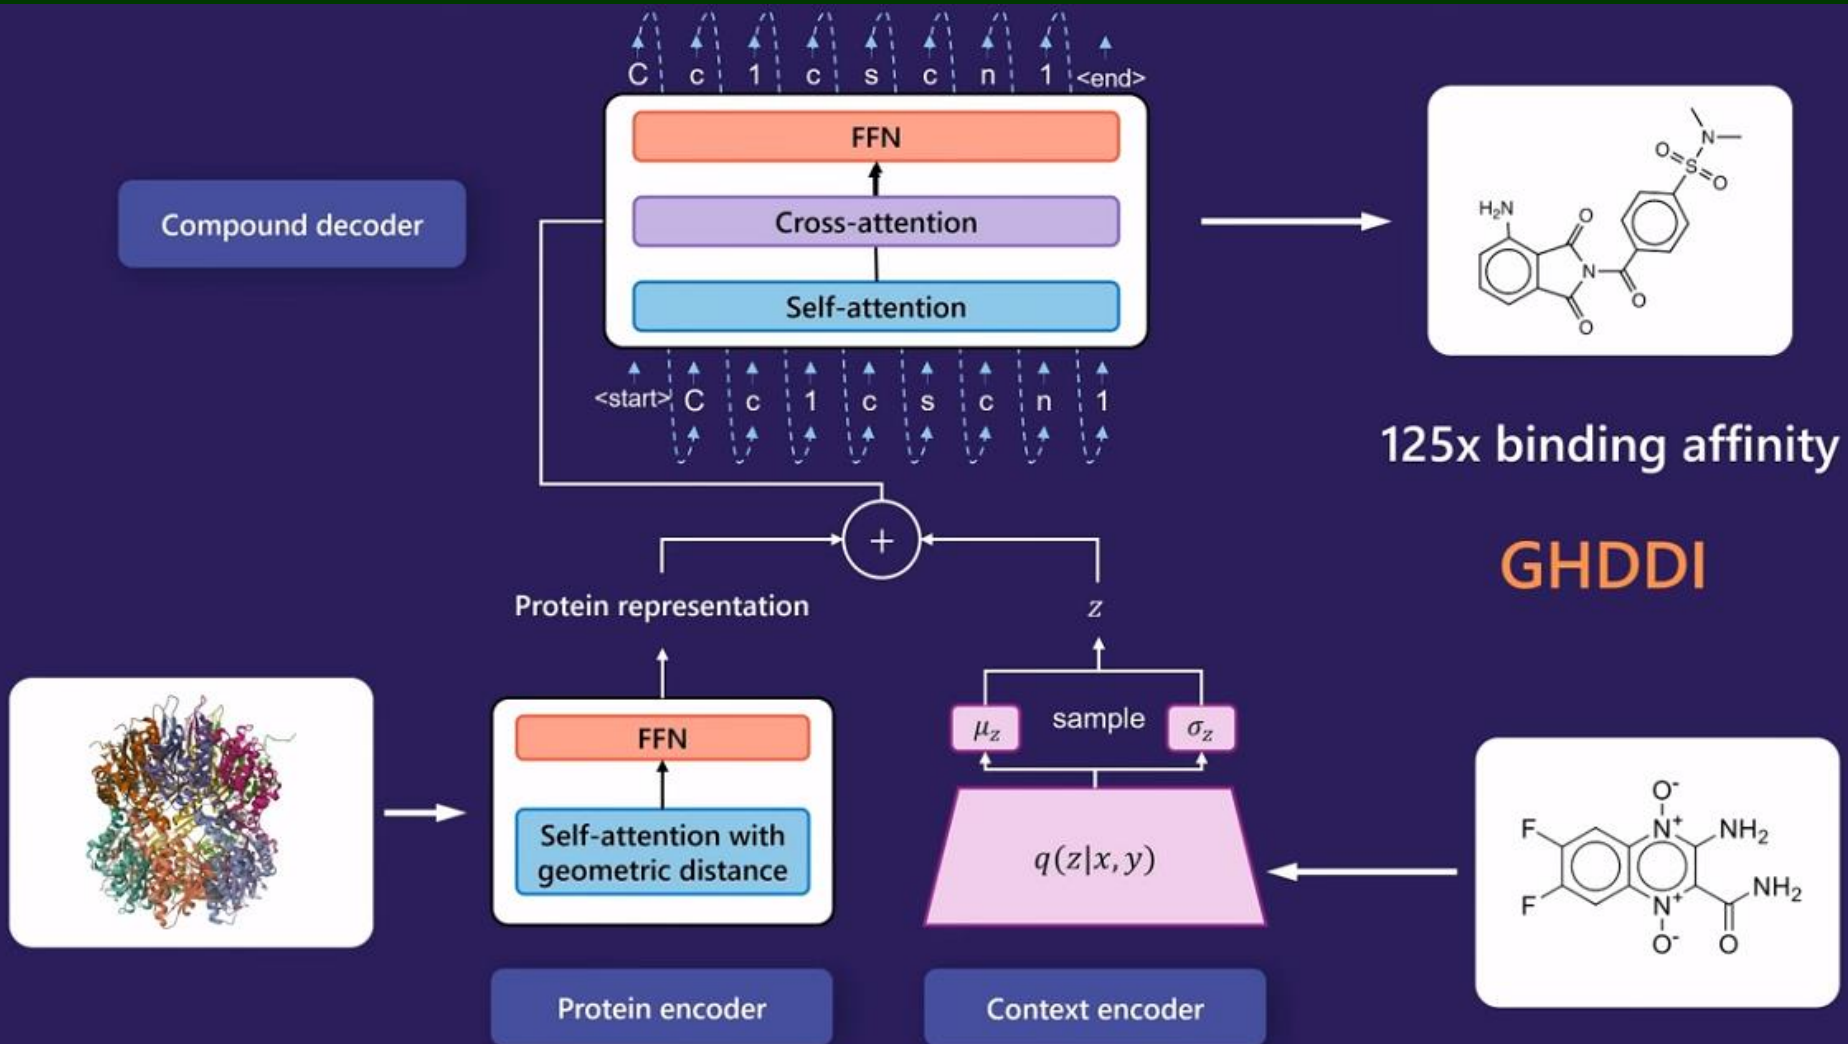 C c 1 c s c n 1 <end>
FFN
Cross-attention
Self-attention
<start> C c 1 c s c n 1
Compound decoder
H₂N
O
O
N
O
O
S
O
N
125x binding affinity
GHDDI
+
Protein representation
z
FFN
Self-attention with
geometric distance
Protein encoder
μz
sample
σz
q(z|x, y)
Context encoder
O-
F
N+
NH₂
F
N+
NH₂
O-
O